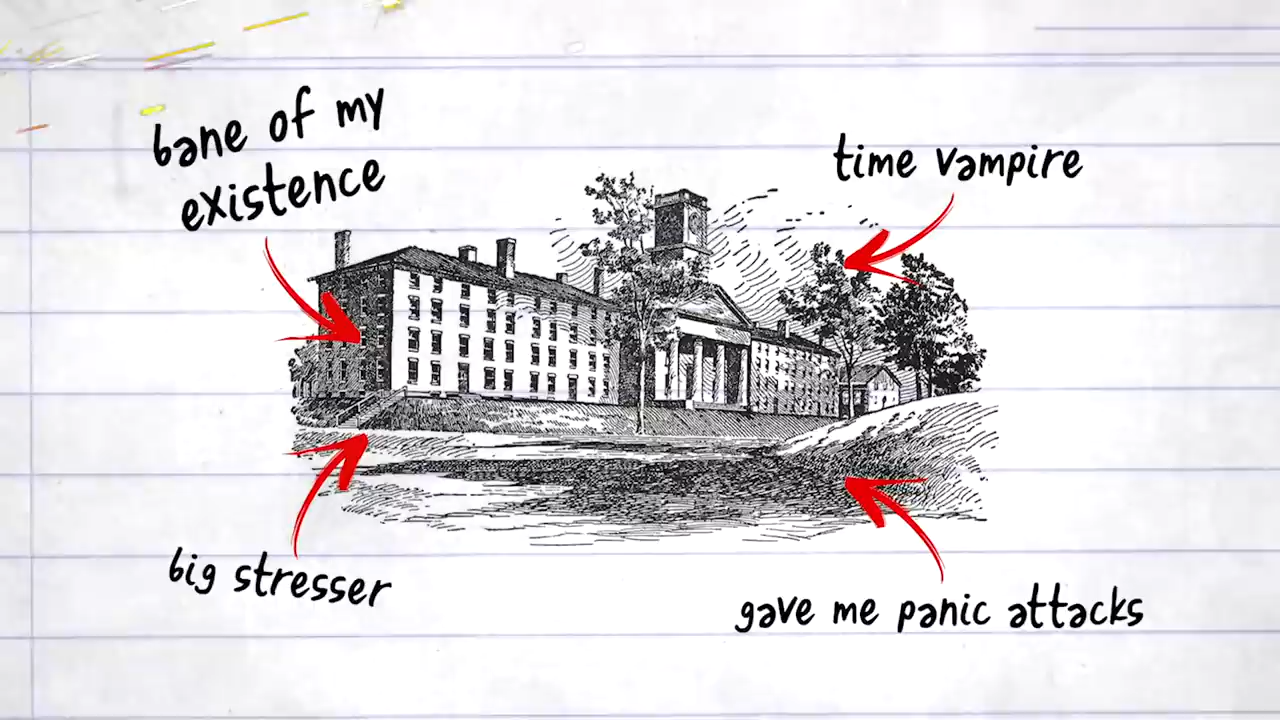 bane of my
existence
time vampire
big stresser
gave me panic attacks